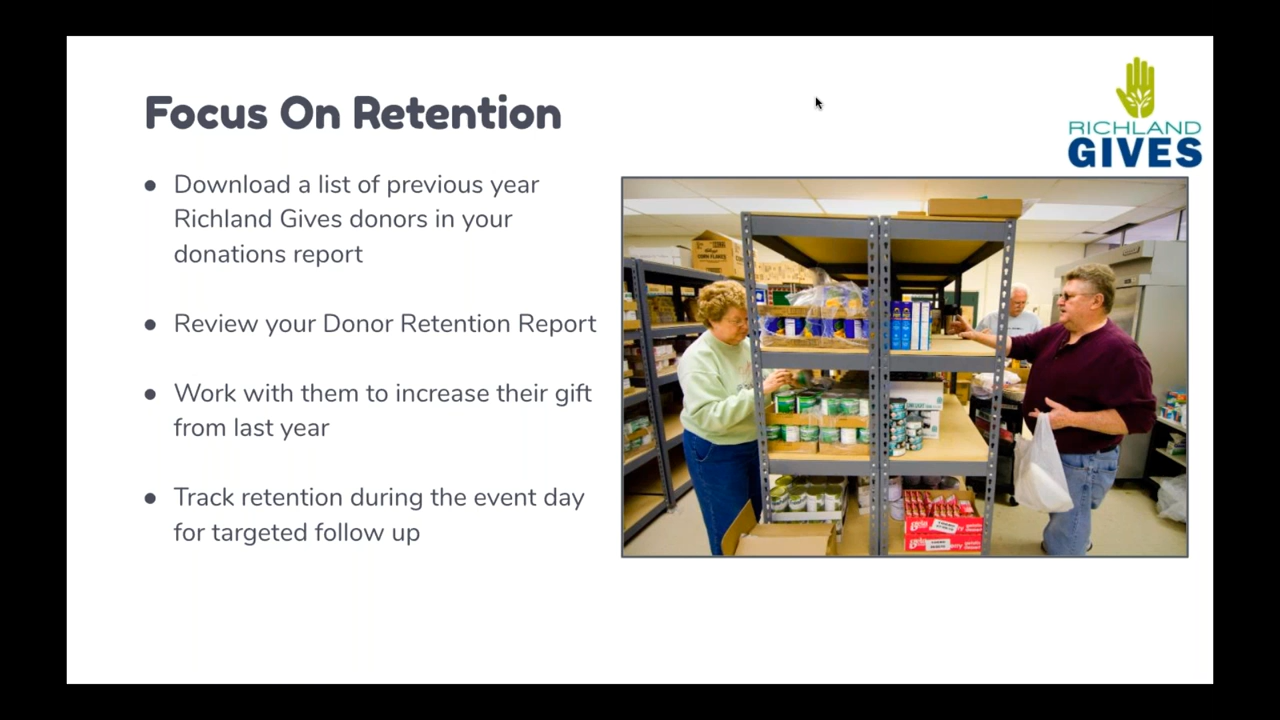 Focus On Retention
RICHLAND
GIVES
● Download a list of previous year
Richland Gives donors in your
donations report
● Review your Donor Retention Report
● Work with them to increase their gift
from last year
● Track retention during the event day
for targeted follow up
CORN FLAKES